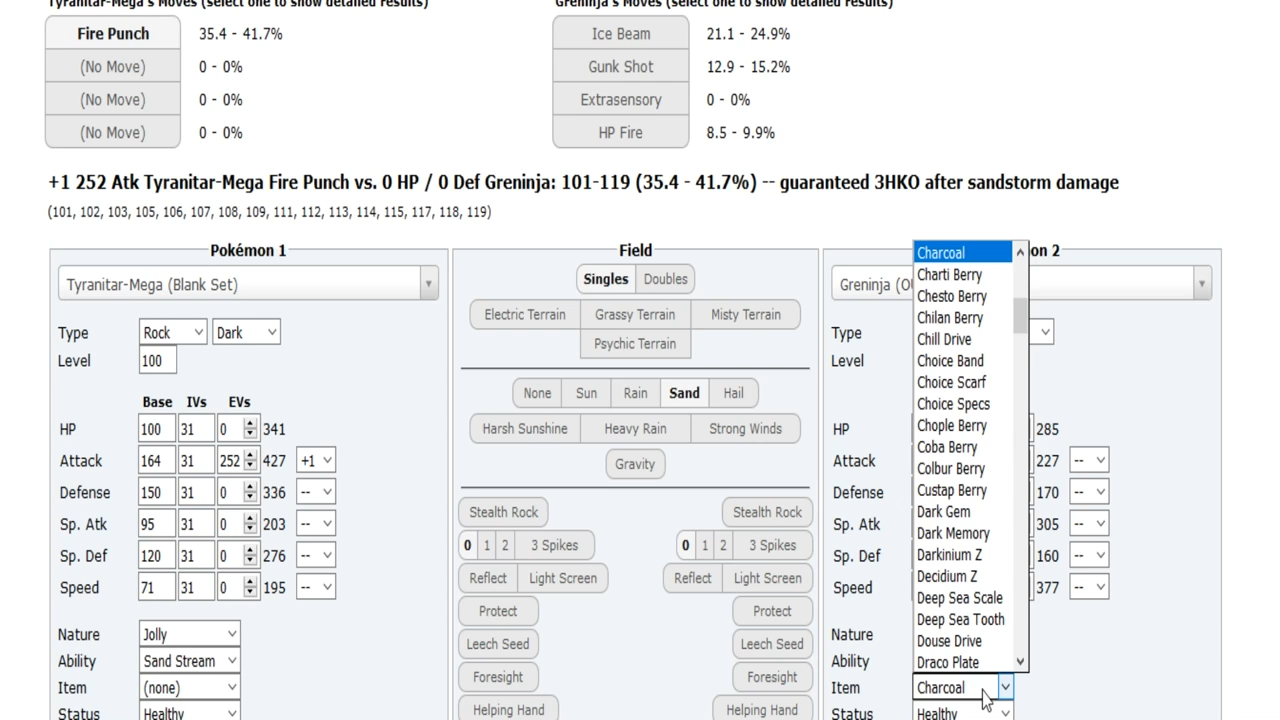 Tyranitar-Mega's Moves (select one to show detailed results)
Greninja's Moves (select one to show detailed results)
Fire Punch 35.4 - 41.7%
(No Move) 0 - 0%
(No Move) 0 - 0%
(No Move) 0 - 0%
Ice Beam 21.1 - 24.9%
Gunk Shot 12.9 - 15.2%
Extrasensory 0 - 0%
HP Fire 8.5 - 9.9%
+1 252 Atk Tyranitar-Mega Fire Punch vs. 0 HP / 0 Def Greninja: 101-119 (35.4 - 41.7%) -- guaranteed 3HKO after sandstorm damage
(101, 102, 103, 105, 106, 107, 108, 109, 111, 112, 113, 114, 115, 117, 118, 119)
Pokémon 1
Tyranitar-Mega (Blank Set)
Type Rock Dark
Level 100
Base IVs EVs
HP 100 31 0 341
Attack 164 31 252 427 +1
Defense 150 31 0 336 --
Sp. Atk 95 31 0 203 --
Sp. Def 120 31 0 276 --
Speed 71 31 0 195 --
Nature Jolly
Ability Sand Stream
Item (none)
Status Healthy
Field
Singles Doubles
Electric Terrain Grassy Terrain Misty Terrain
Psychic Terrain
None Sun Rain Sand Hail
Harsh Sunshine Heavy Rain Strong Winds
Gravity
Stealth Rock Stealth Rock
0 1 2 3 Spikes 0 1 2 3 Spikes
Reflect Light Screen Reflect Light Screen
Protect Protect
Leech Seed Leech Seed
Foresight Foresight
Helping Hand Helping Hand
on 2
Greninja (O
Type
Level
HP 285
Attack 227 --
Defense 170 --
Sp. Atk 305 --
Sp. Def 160 --
Speed 377 --
Nature
Ability
Item Charcoal
Status Healthy
Charcoal
Charti Berry
Chesto Berry
Chilan Berry
Chill Drive
Choice Band
Choice Scarf
Choice Specs
Chople Berry
Coba Berry
Colbur Berry
Custap Berry
Dark Gem
Dark Memory
Darkinium Z
Decidium Z
Deep Sea Scale
Deep Sea Tooth
Douse Drive
Draco Plate